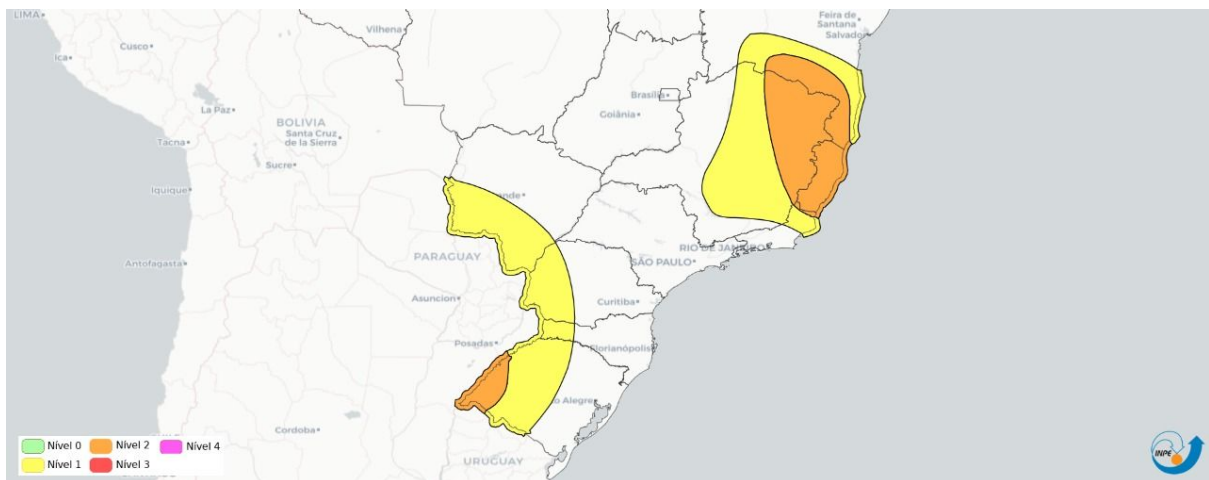 LIMA
Vilhena
Feira de
Santana
Salvador
Cusco
Ica
La Paz
BOLIVIA
Santa Cruz
de la Sierra
Brasília
Goiânia
Tacna
Sucre
Iquique
nde
RIO DE JANEIRO
SÃO PAULO
PARAGUAY
Antofagasta
Asuncion
Curitiba
Posadas
Florianópolis
o Alegre
Cordoba
URUGUAY
Nível 0 Nível 2 Nível 4
Nível 1 Nível 3
INPE